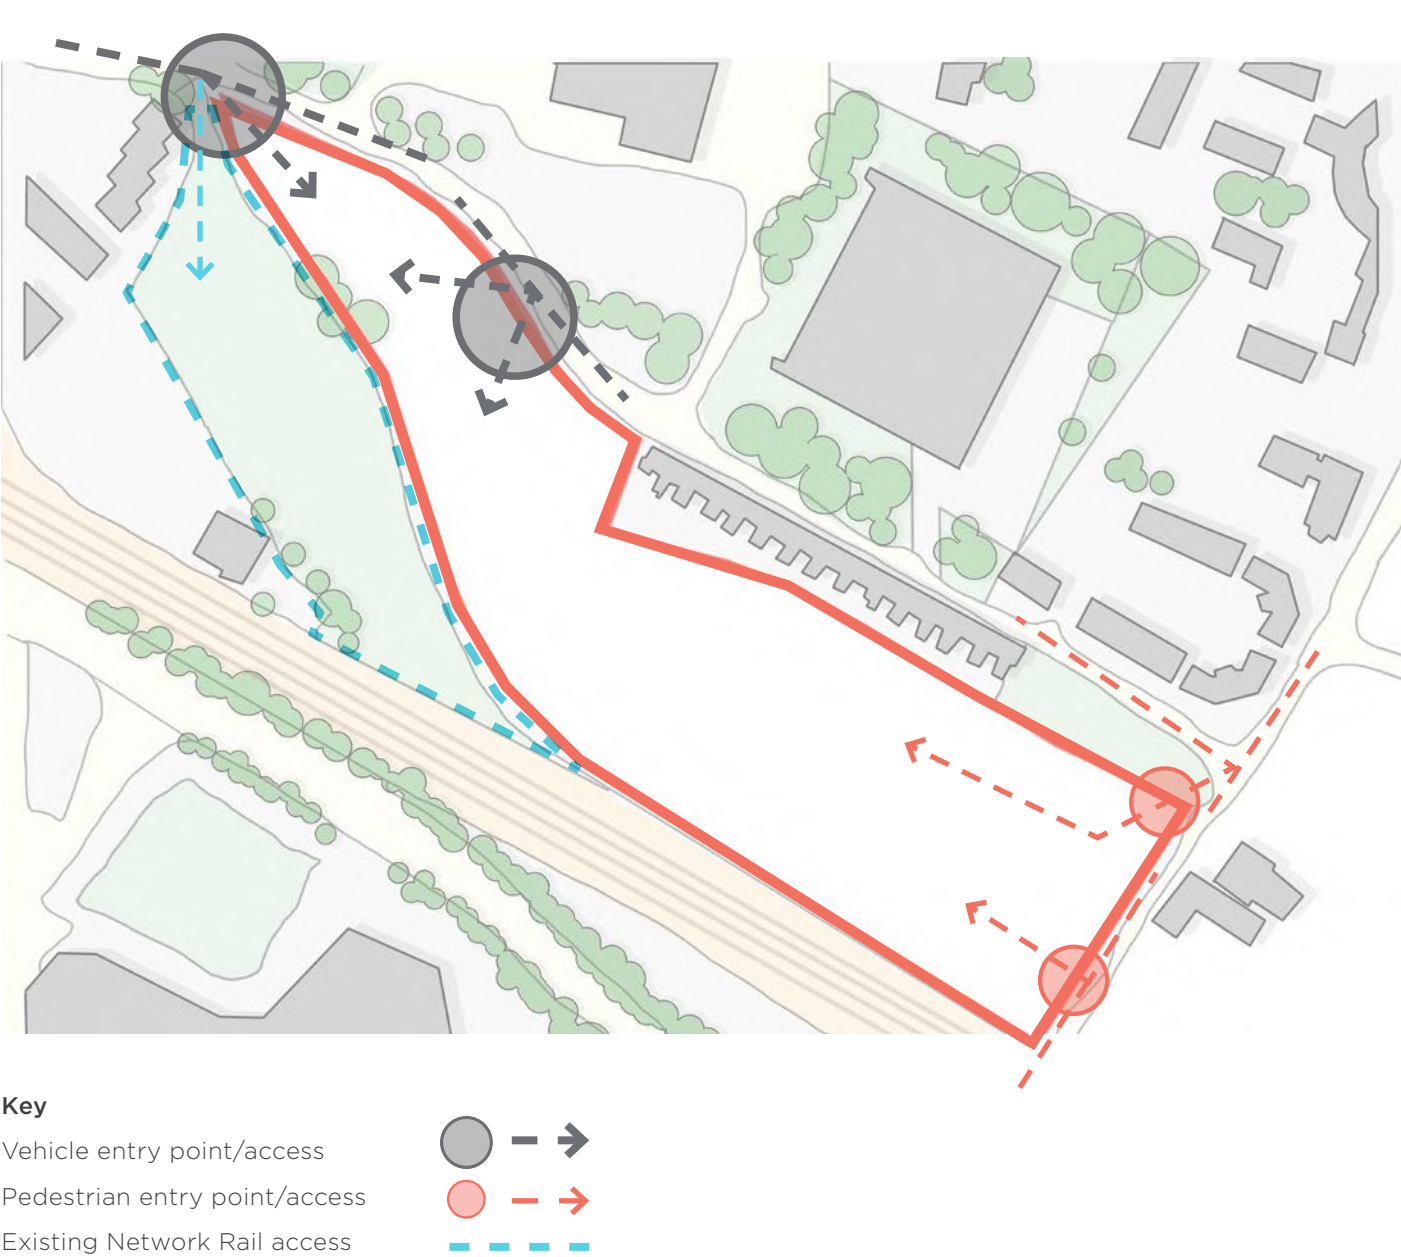 Key
Vehicle entry point/access
Pedestrian entry point/access
Existing Network Rail access